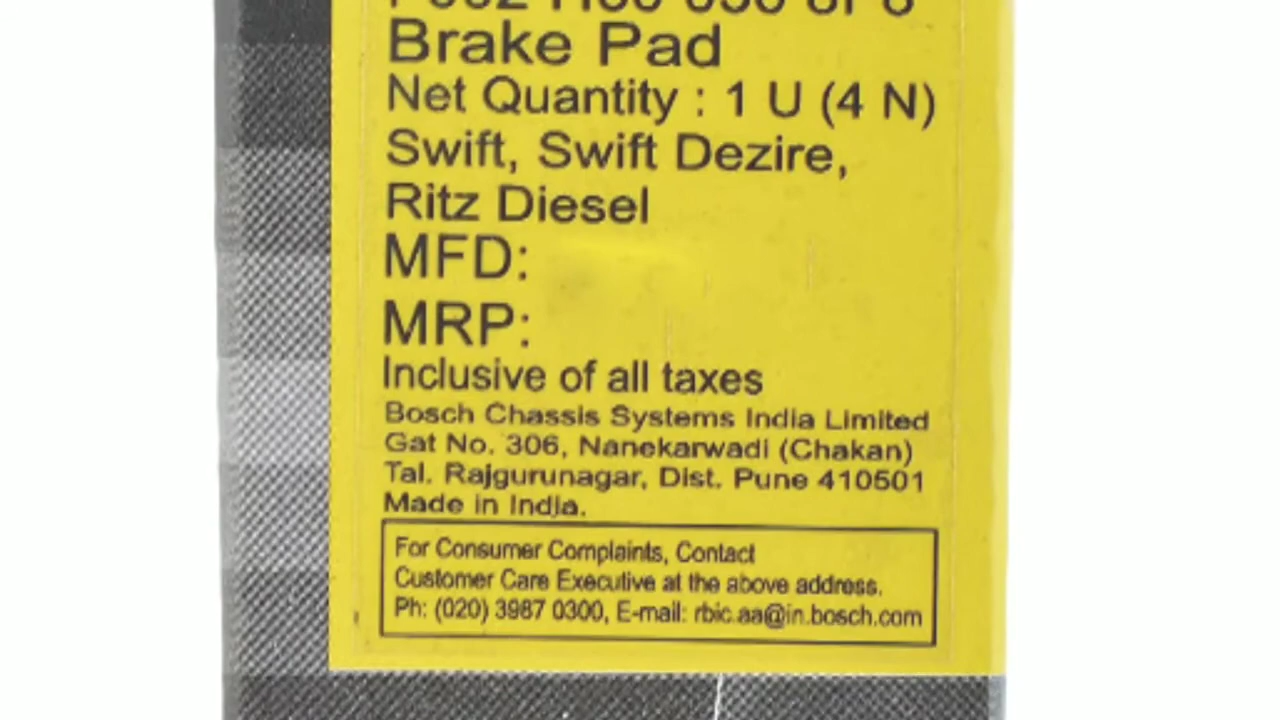 Brake Pad
Net Quantity : 1 U (4 N)
Swift, Swift Dezire,
Ritz Diesel
MFD:
MRP:
Inclusive of all taxes
Bosch Chassis Systems India Limited
Gat No. 306, Nanekarwadi (Chakan)
Tal. Rajgurunagar, Dist. Pune 410501
Made in India.
For Consumer Complaints, Contact
Customer Care Executive at the above address.
Ph: (020) 3987 0300, E-mail: rbic.aa@in.bosch.com